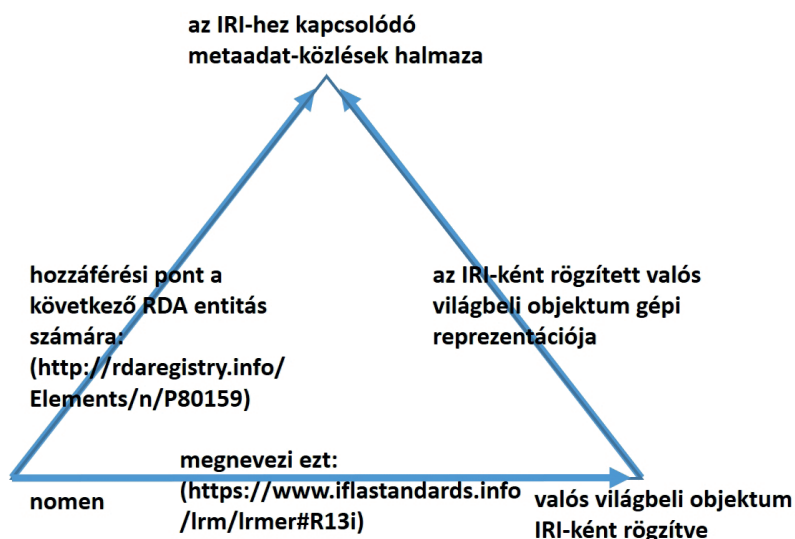 az IRI-hez kapcsolódó
metaadat-közlések halmaza
hozzáférési pont a
következő RDA entitás
számára:
(http://rdaregistry.info/
Elements/n/P80159)
az IRI-ként rögzített valós
világbeli objektum gépi
reprezentációja
megnevezi ezt:
(https://www.iflastandards.info
/lrm/lrmer#R13i)
nomen
valós világbeli objektum
IRI-ként rögzítve